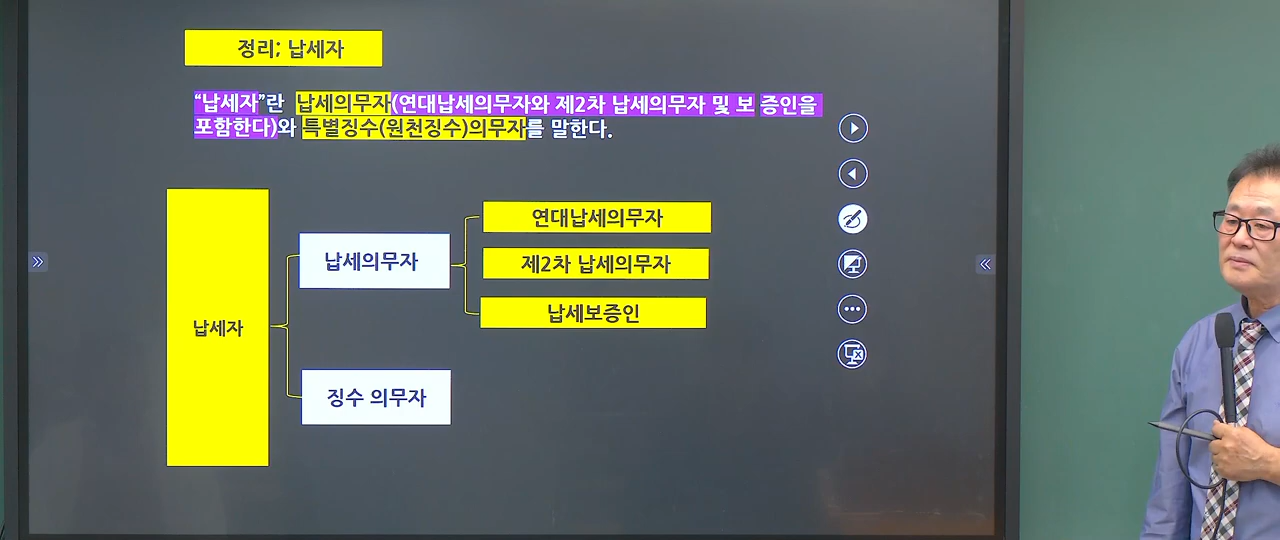 정리; 납세자
“납세자”란 납세의무자(연대납세의무자와 제2차 납세의무자 및 보 증인을
포함한다)와 특별징수(원천징수)의무자를 말한다.
납세자
납세의무자
연대납세의무자
제2차 납세의무자
납세보증인
징수 의무자